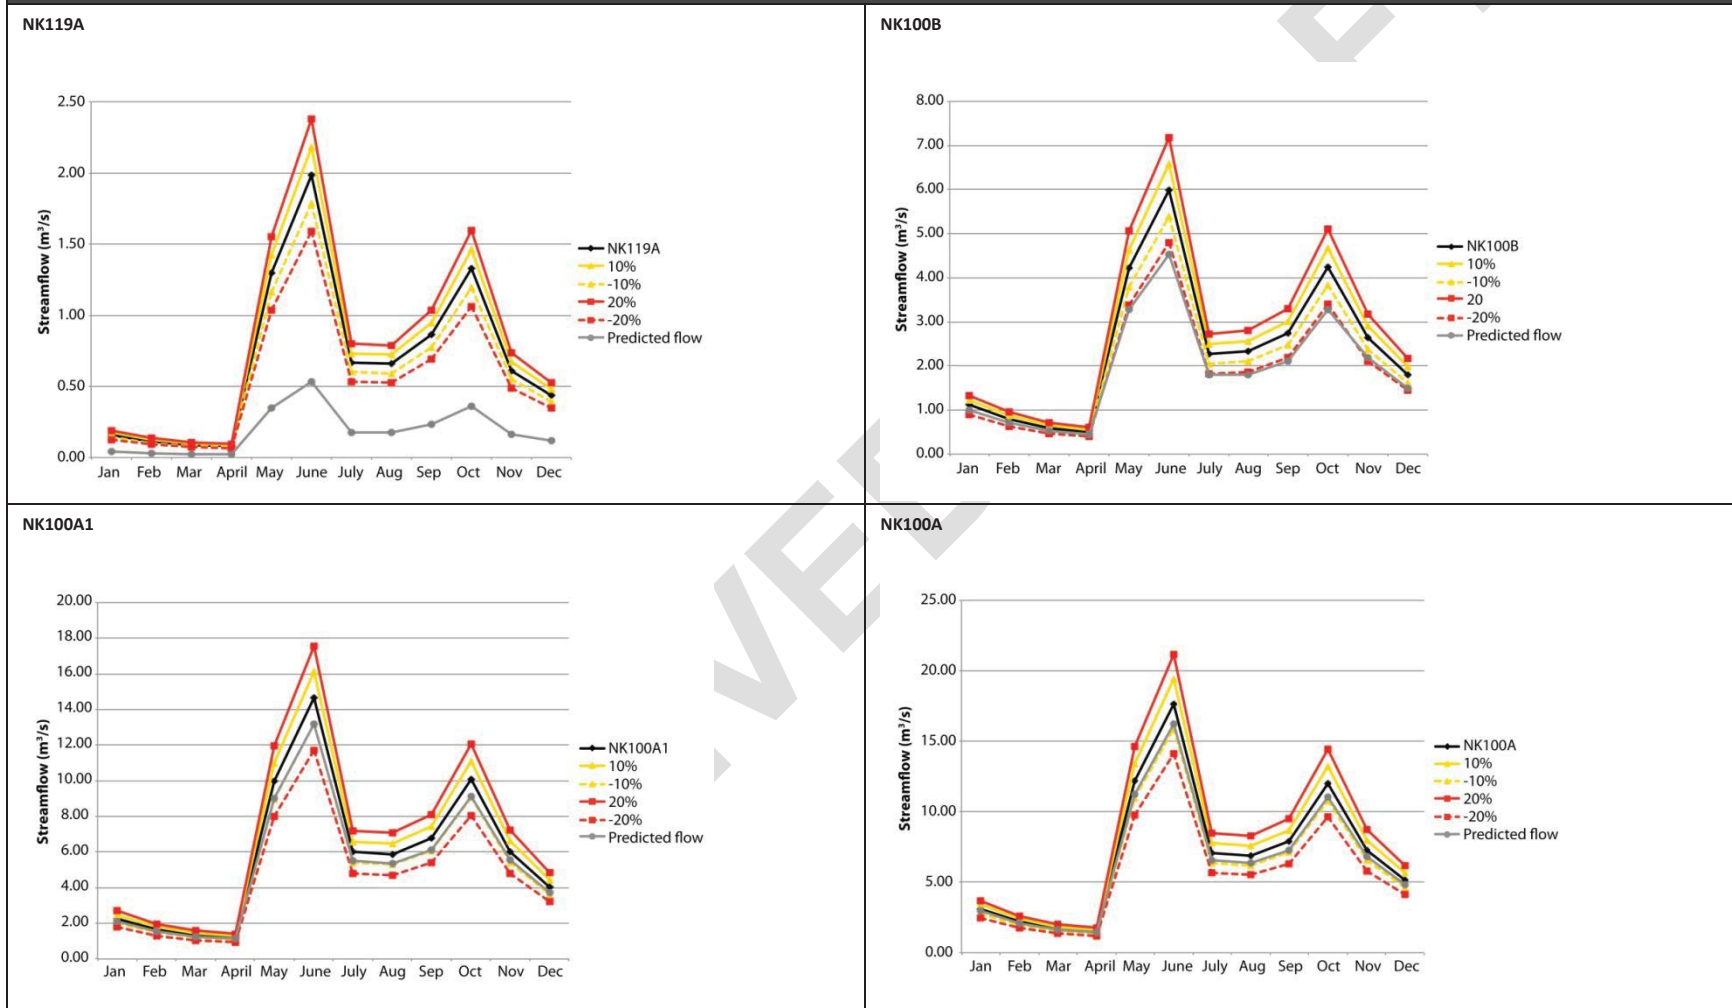 NK119A
2.50
2.00
1.50
1.00
0.50
0.00
Streamflow (m³/s)
Jan Feb Mar April May June July Aug Sep Oct Nov Dec
NK119A
10%
-10%
20%
-20%
Predicted flow
NK100B
8.00
7.00
6.00
5.00
4.00
3.00
2.00
1.00
0.00
Streamflow (m³/s)
Jan Feb Mar April May June July Aug Sep Oct Nov Dec
NK100B
10%
-10%
20
-20%
Predicted flow
NK100A1
20.00
18.00
16.00
14.00
12.00
10.00
8.00
6.00
4.00
2.00
0.00
Streamflow (m³/s)
Jan Feb Mar April May June July Aug Sep Oct Nov Dec
NK100A1
10%
-10%
20%
-20%
Predicted flow
NK100A
25.00
20.00
15.00
10.00
5.00
0.00
Streamflow (m³/s)
Jan Feb Mar April May June July Aug Sep Oct Nov Dec
NK100A
10%
-10%
20%
-20%
Predicted flow